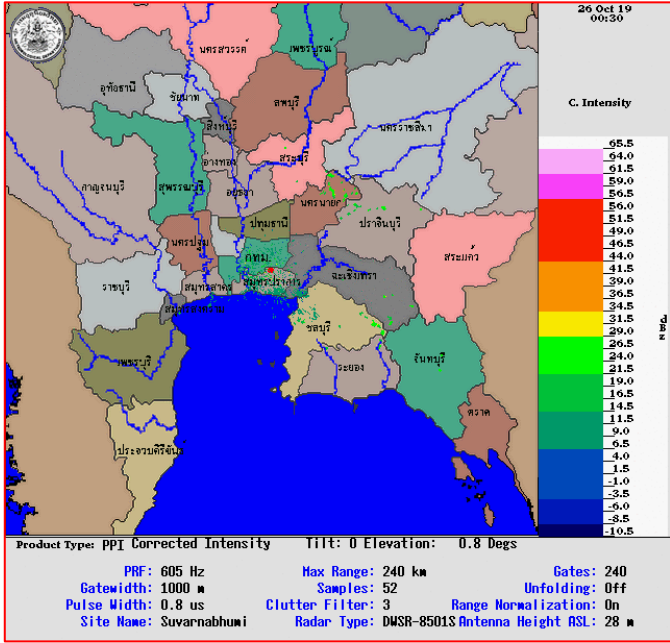 26 Oct 19
00:30
C. Intensity
นครสวรรค์
เพชรบูรณ์
อุทัยธานี
ชัยนาท
ลพบุรี
สิงห์บุรี
นครราชสีมา
อ่างทอง
สระบุรี
กาญจนบุรี
สุพรรณบุรี
อยุธยา
นครนายก
ปทุมธานี
ปราจีนบุรี
นครปฐม
กทม
สระแก้ว
ฉะเชิงเทรา
ราชบุรี
สมุทรสาคร
สมุทรปราการ
สมุทรสงคราม
ชลบุรี
เพชรบุรี
ระยอง
จันทบุรี
ตราด
ประจวบคีรีขันธ์
65.5
64.0
61.5
59.0
56.5
56.0
51.5
49.0
46.5
44.0
41.5
39.0
36.5
34.5
31.5
29.0
26.5
24.0
21.5
19.0
16.5
14.5
11.5
9.0
6.5
4.0
1.5
-1.0
-3.5
-6.0
-8.5
-10.5
Product Type: PPI Corrected Intensity Tilt: 0 Elevation: 0.8 Degs
PRF: 605 Hz Max Range: 240 km Gates: 240
Gatewidth: 1000 m Samples: 52 Unfolding: Off
Pulse Width: 0.8 us Clutter Filter: 3 Range Normalization: On
Site Name: Suvarnabhumi Radar Type: DWSR-8501S Antenna Height ASL: 28 m